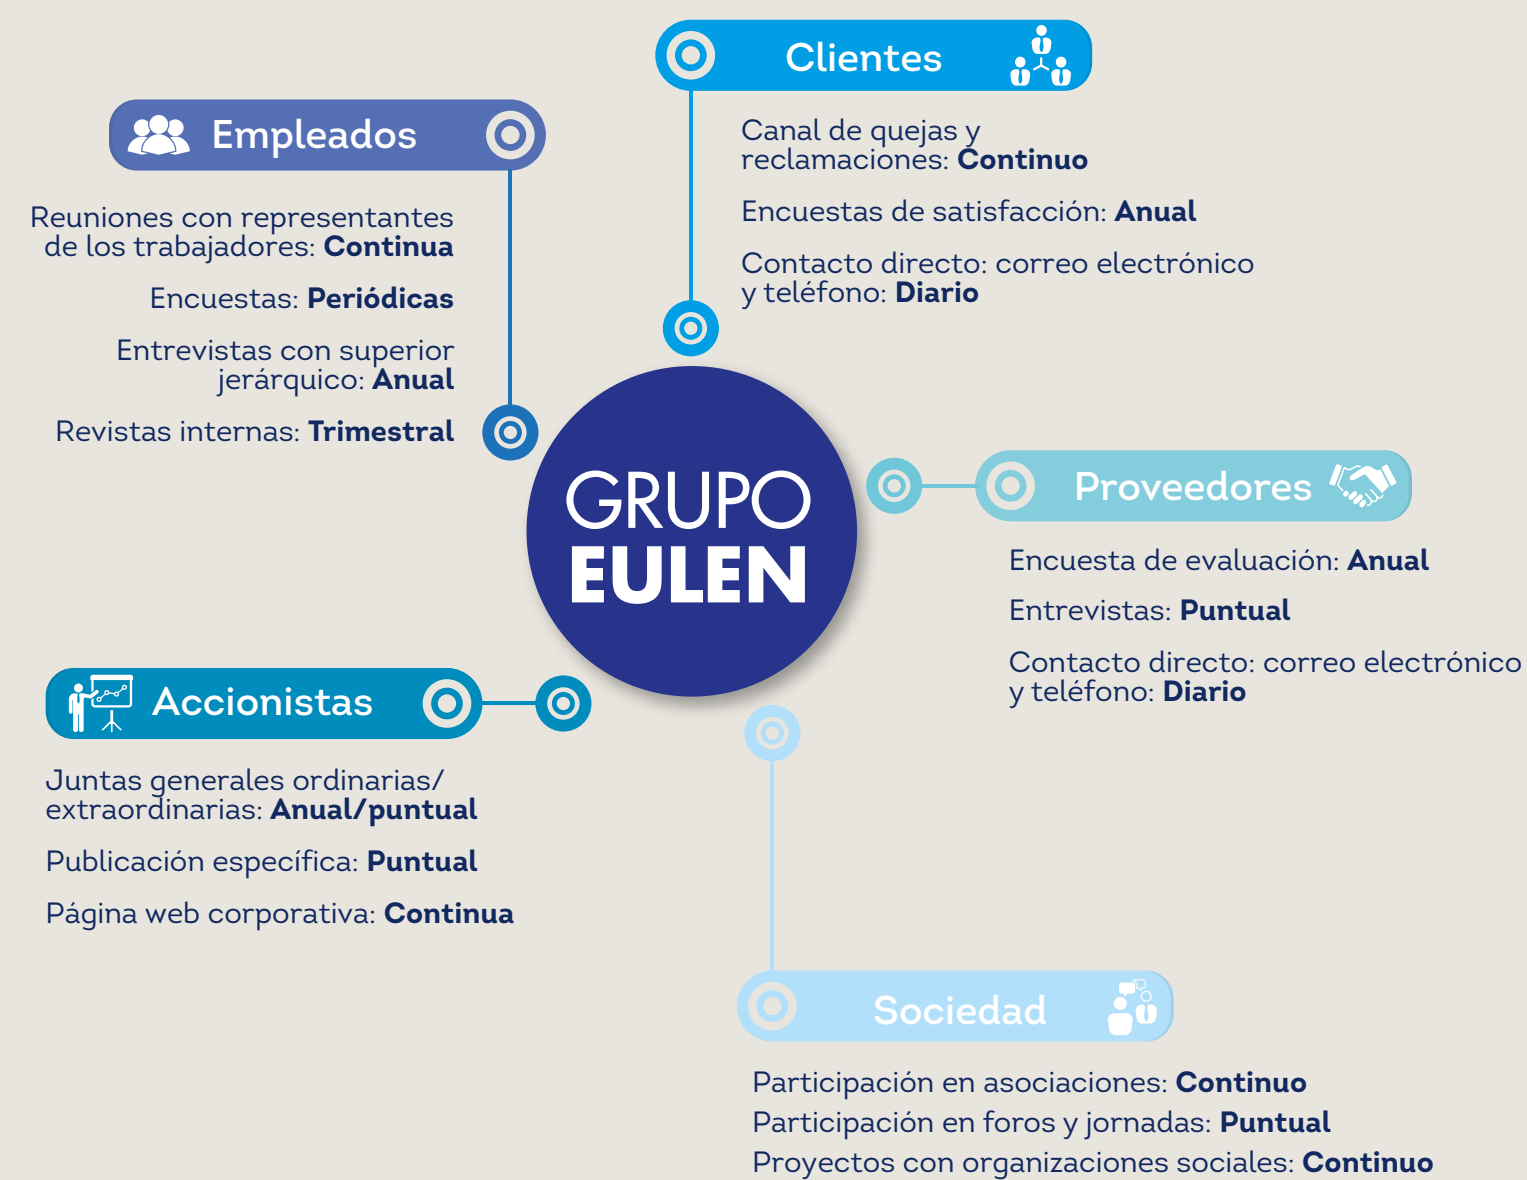 Clientes
Canal de quejas y
reclamaciones: Continuo
Encuestas de satisfacción: Anual
Contacto directo: correo electrónico
y teléfono: Diario
Empleados
Reuniones con representantes
de los trabajadores: Continua
Encuestas: Periódicas
Entrevistas con superior
jerárquico: Anual
Revistas internas: Trimestral
GRUPO
EULEN
Proveedores
Encuesta de evaluación: Anual
Entrevistas: Puntual
Contacto directo: correo electrónico
y teléfono: Diario
Accionistas
Juntas generales ordinarias/
extraordinarias: Anual/puntual
Publicación específica: Puntual
Página web corporativa: Continua
Sociedad
Participación en asociaciones: Continuo
Participación en foros y jornadas: Puntual
Proyectos con organizaciones sociales: Continuo